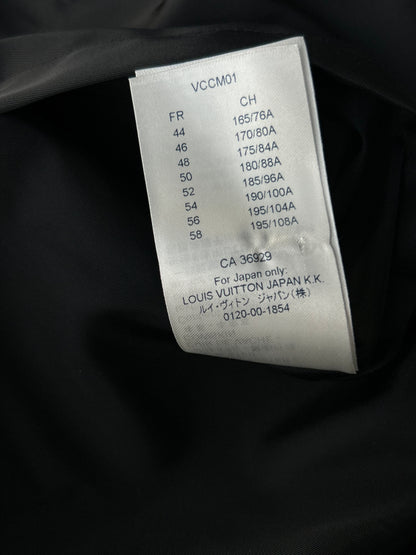 VCCM01
FR CH
44 165/76A
46 170/80A
48 175/84A
50 180/88A
52 185/96A
54 190/100A
56 195/104A
58 195/108A
CA 36929
For Japan only:
LOUIS VUITTON JAPAN K.K.
ルイ・ヴィトン ジャパン(株)
0120-00-1854